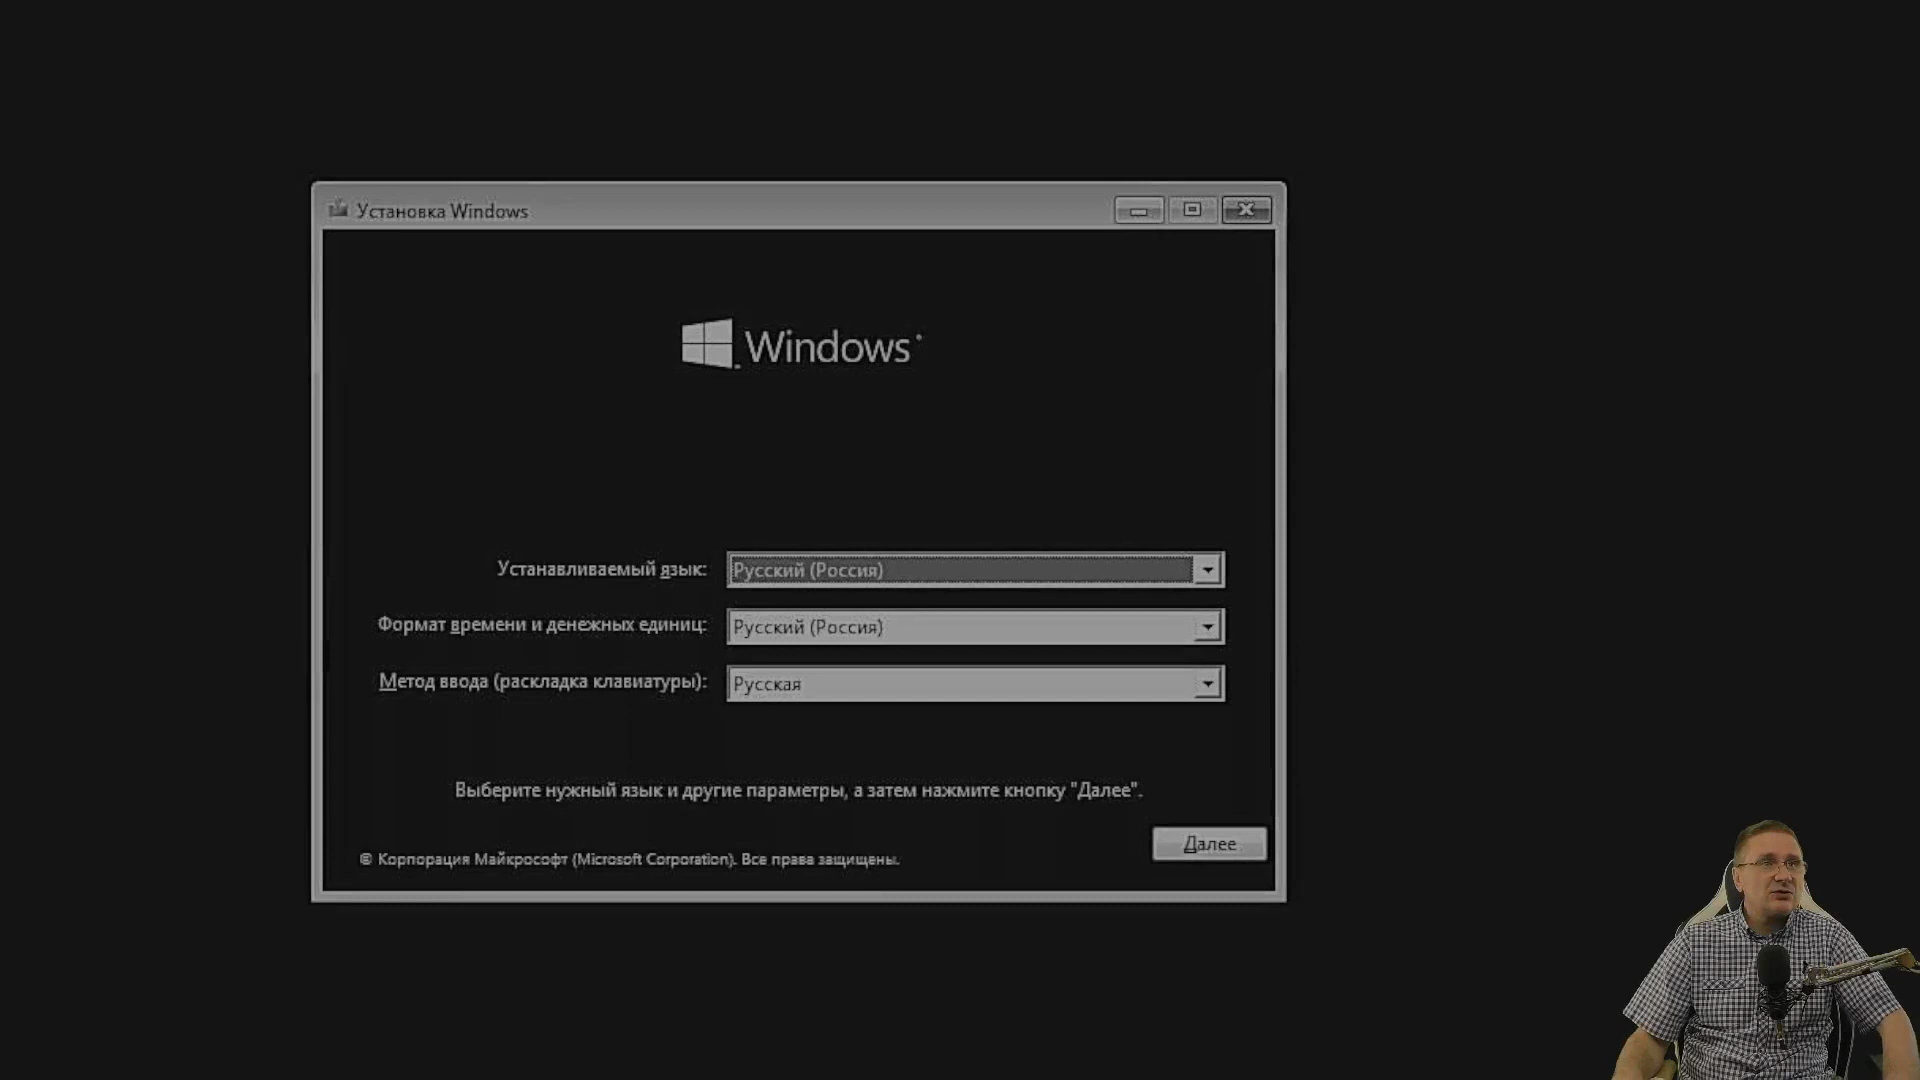 Установка Windows
Windows
Устанавливаемый язык: Русский (Россия)
Формат времени и денежных единиц: Русский (Россия)
Метод ввода (раскладка клавиатуры): Русская
Выберите нужный язык и другие параметры, а затем нажмите кнопку "Далее".
Далее
© Корпорация Майкрософт (Microsoft Corporation). Все права защищены.